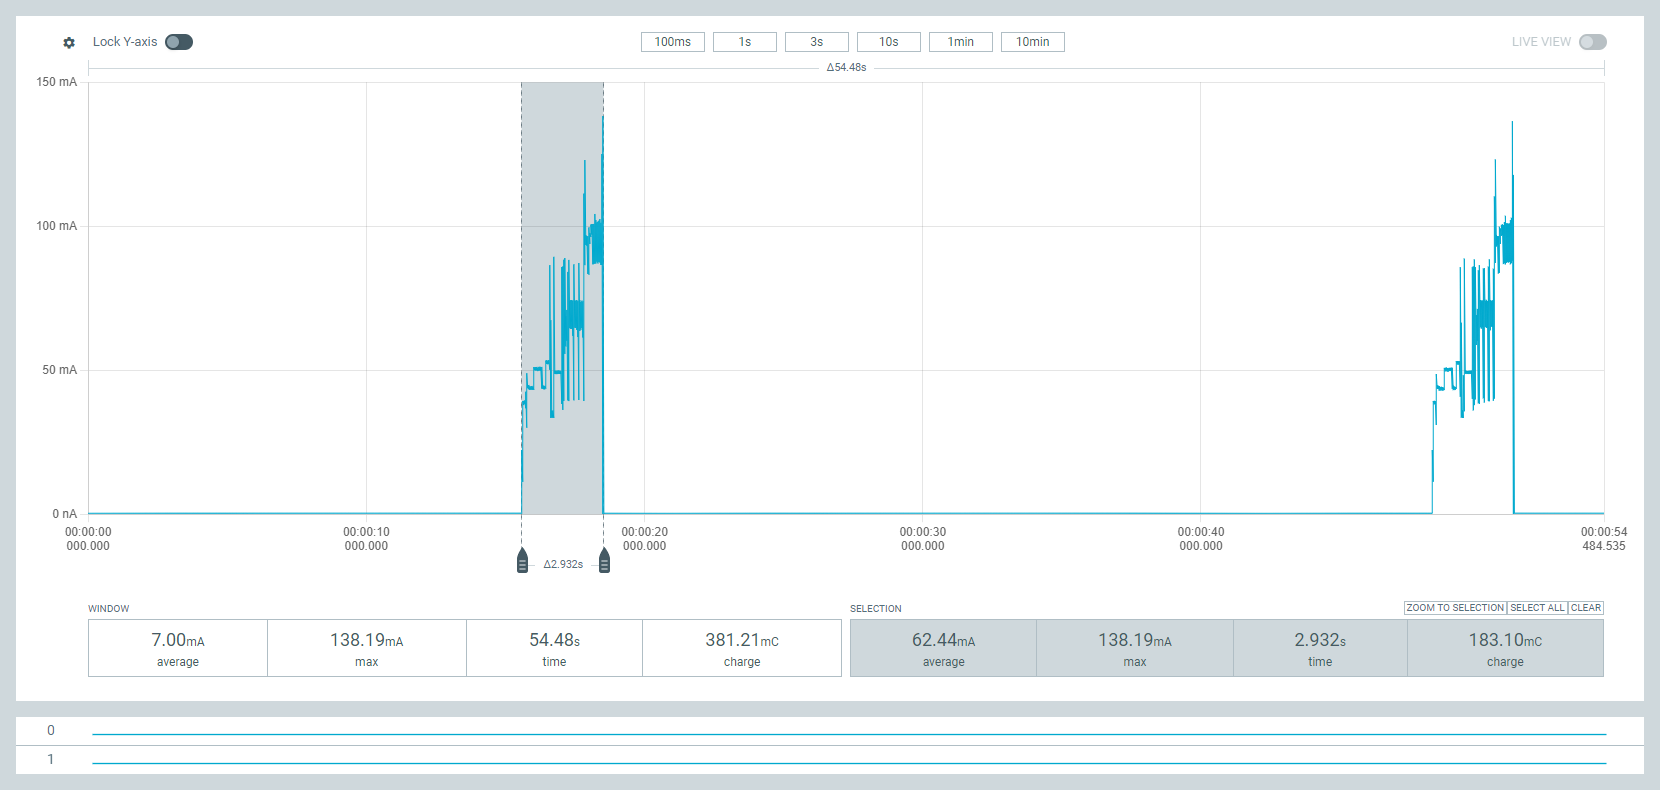 Lock Y-axis
100ms 1s 3s 10s 1min 10min
LIVE VIEW
Δ54.48s
150 mA
100 mA
50 mA
0 nA
00:00:00 00:00:10 00:00:20 00:00:30 00:00:40 00:00:54
000.000 000.000 000.000 000.000 000.000 484.535
Δ2.932s
WINDOW
7.00mA 138.19mA 54.48s 381.21mC
average max time charge
SELECTION
ZOOM TO SELECTION SELECT ALL CLEAR
62.44mA 138.19mA 2.932s 183.10mC
average max time charge
0
1